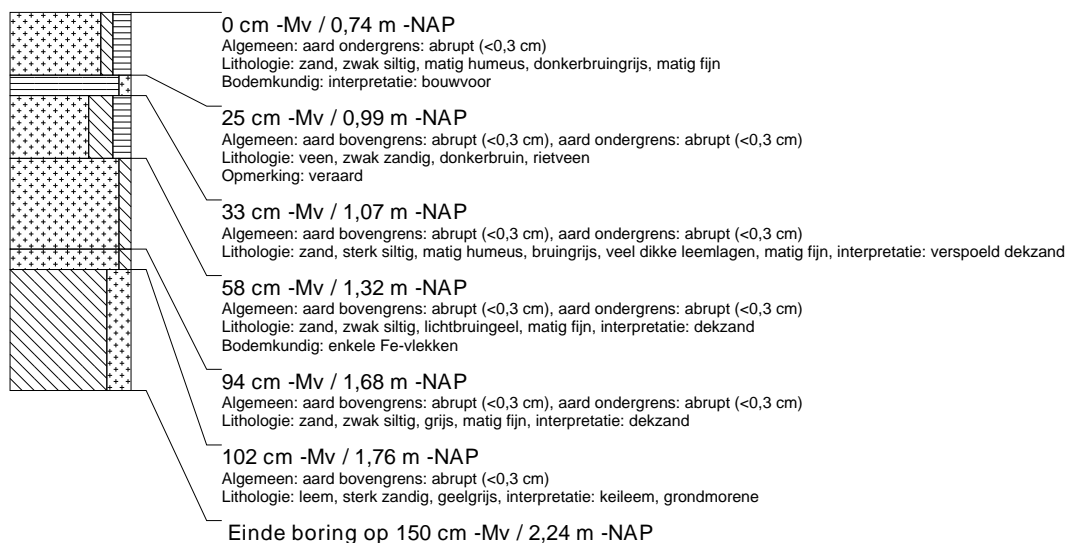 0 cm -Mv / 0,74 m -NAP
Algemeen: aard ondergrens: abrupt (<0,3 cm)
Lithologie: zand, zwak siltig, matig humeus, donkerbruingrijs, matig fijn
Bodemkundig: interpretatie: bouwvoor
25 cm -Mv / 0,99 m -NAP
Algemeen: aard bovengrens: abrupt (<0,3 cm), aard ondergrens: abrupt (<0,3 cm)
Lithologie: veen, zwak zandig, donkerbruin, rietveen
Opmerking: veraard
33 cm -Mv / 1,07 m -NAP
Algemeen: aard bovengrens: abrupt (<0,3 cm), aard ondergrens: abrupt (<0,3 cm)
Lithologie: zand, sterk siltig, matig humeus, bruingrijs, veel dikke leemlagen, matig fijn, interpretatie: verspoeld dekzand
58 cm -Mv / 1,32 m -NAP
Algemeen: aard bovengrens: abrupt (<0,3 cm), aard ondergrens: abrupt (<0,3 cm)
Lithologie: zand, zwak siltig, lichtbruingeel, matig fijn, interpretatie: dekzand
Bodemkundig: enkele Fe-vlekken
94 cm -Mv / 1,68 m -NAP
Algemeen: aard bovengrens: abrupt (<0,3 cm), aard ondergrens: abrupt (<0,3 cm)
Lithologie: zand, zwak siltig, grijs, matig fijn, interpretatie: dekzand
102 cm -Mv / 1,76 m -NAP
Algemeen: aard bovengrens: abrupt (<0,3 cm)
Lithologie: leem, sterk zandig, geelgrijs, interpretatie: keileem, grondmorene
Einde boring op 150 cm -Mv / 2,24 m -NAP